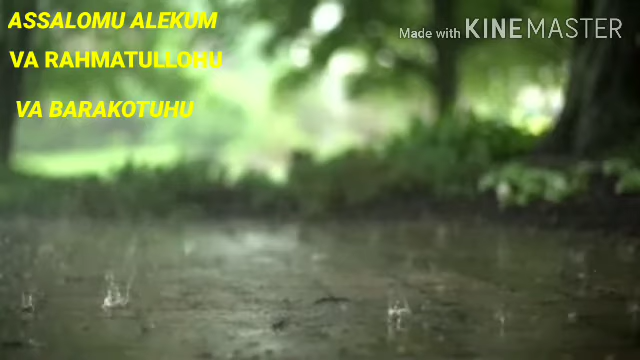 ASSALOMU ALEKUM
VA RAHMATULLOHU
VA BARAKOTUHU
Made with KINEMASTER